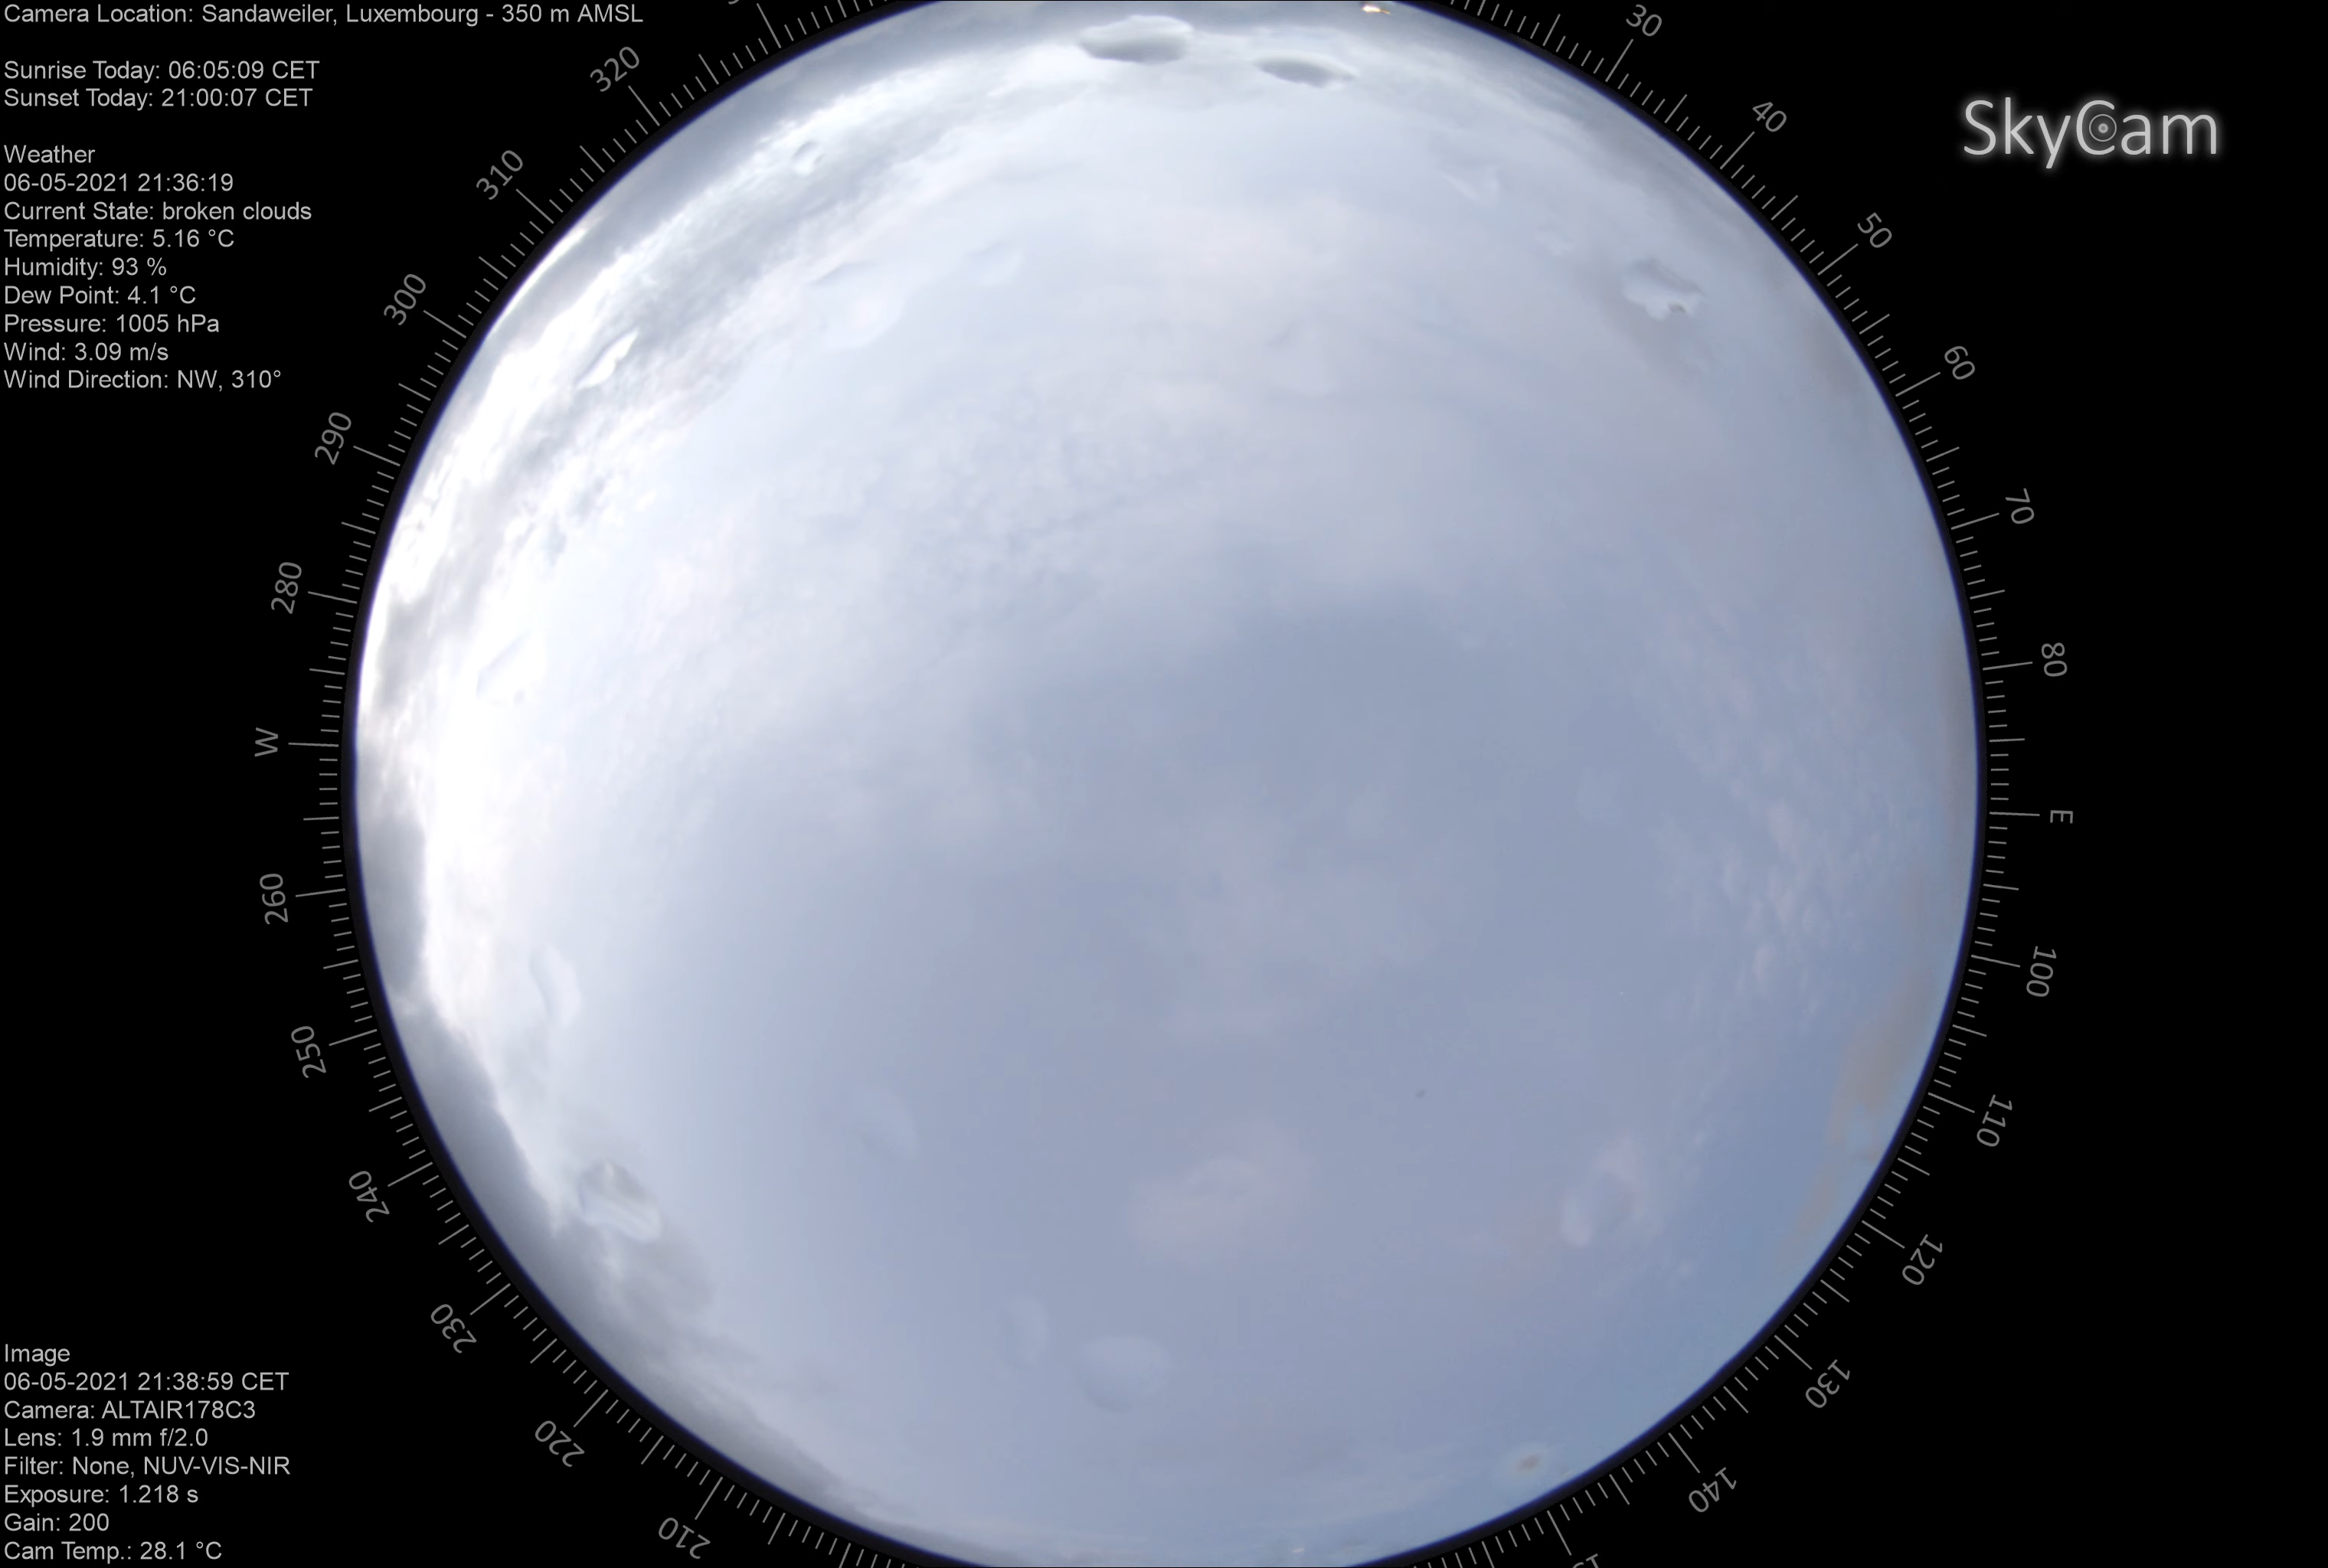 Camera Location: Sandaweiler, Luxembourg - 350 m AMSL
Sunrise Today: 06:05:09 CET
Sunset Today: 21:00:07 CET
Weather
06-05-2021 21:36:19
Current State: broken clouds
Temperature: 5.16 °C
Humidity: 93 %
Dew Point: 4.1 °C
Pressure: 1005 hPa
Wind: 3.09 m/s
Wind Direction: NW, 310°
SkyCam
320
310
300
290
280
W
260
250
240
230
220
210
30
40
50
60
70
80
E
100
110
120
130
140
Image
06-05-2021 21:38:59 CET
Camera: ALTAIR178C3
Lens: 1.9 mm f/2.0
Filter: None, NUV-VIS-NIR
Exposure: 1.218 s
Gain: 200
Cam Temp.: 28.1 °C